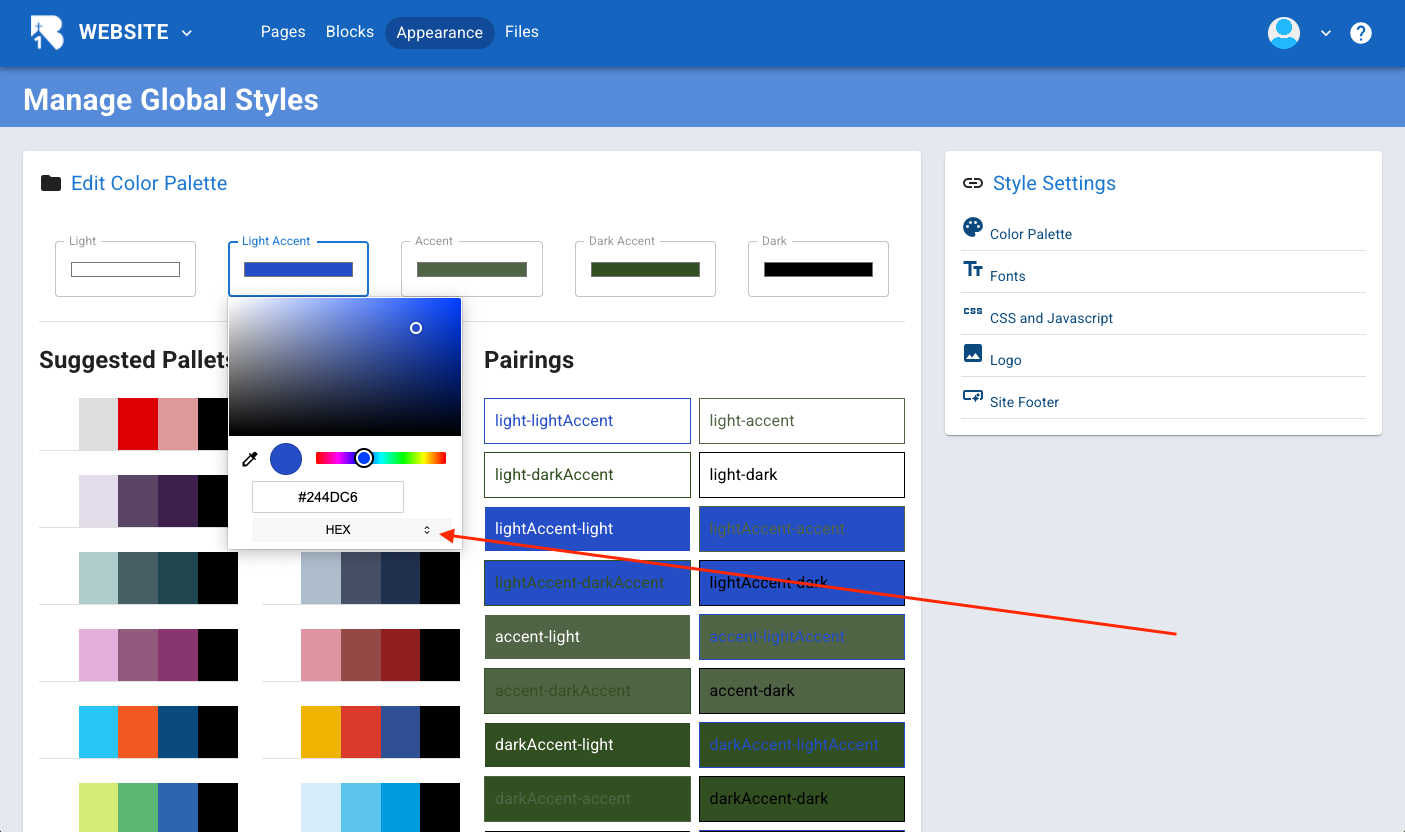 WEBSITE
Pages Blocks Appearance Files
?
Manage Global Styles
Edit Color Palette
Light
Light Accent
Accent
Dark Accent
Dark
#244DC6
HEX
Suggested Pallets
Pairings
light-lightAccent
light-accent
light-darkAccent
light-dark
lightAccent-light
lightAccent-accent
lightAccent-darkAccent
lightAccent-dark
accent-light
accent-lightAccent
accent-darkAccent
accent-dark
darkAccent-light
darkAccent-lightAccent
darkAccent-accent
darkAccent-dark
Style Settings
Color Palette
Tт Fonts
CSS CSS and Javascript
Logo
Site Footer